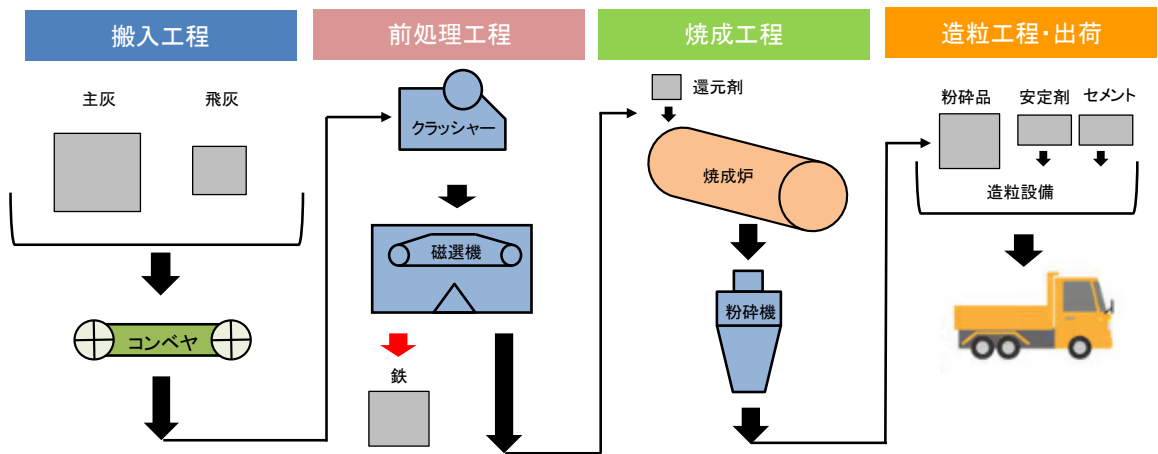 搬入工程
前処理工程
焼成工程
造粒工程・出荷
主灰
飛灰
コンベヤ
クラッシャー
磁選機
鉄
還元剤
焼成炉
粉砕機
粉砕品
安定剤
セメント
造粒設備